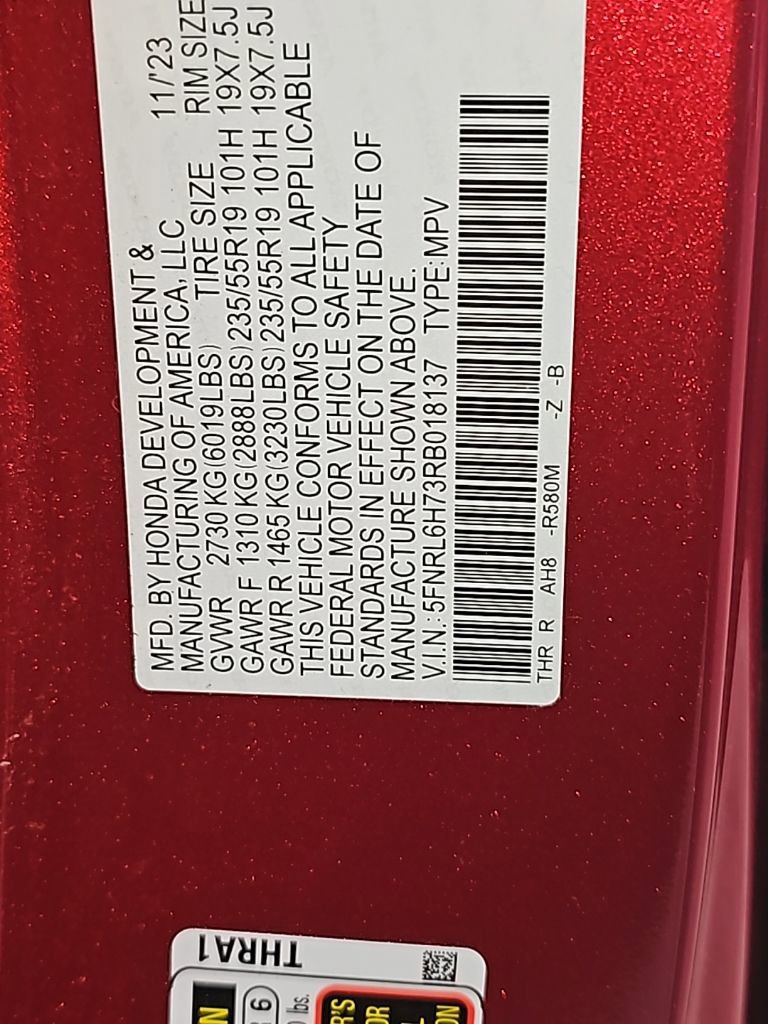 MFD. BY HONDA DEVELOPMENT &
MANUFACTURING OF AMERICA, LLC 11/'23
GVWR 2730 KG(6019LBS) TIRE SIZE RIM SIZE
GAWR F 1310 KG(2888LBS) 235/55R19 101H 19X7.5J
GAWR R 1465 KG(3230LBS) 235/55R19 101H 19X7.5J
THIS VEHICLE CONFORMS TO ALL APPLICABLE
FEDERAL MOTOR VEHICLE SAFETY
STANDARDS IN EFFECT ON THE DATE OF
MANUFACTURE SHOWN ABOVE.
V.I.N.:5FNRL6H73RB018137 TYPE:MPV
THR R AH8 -R580M -Z -B
THRA1
6
lbs.